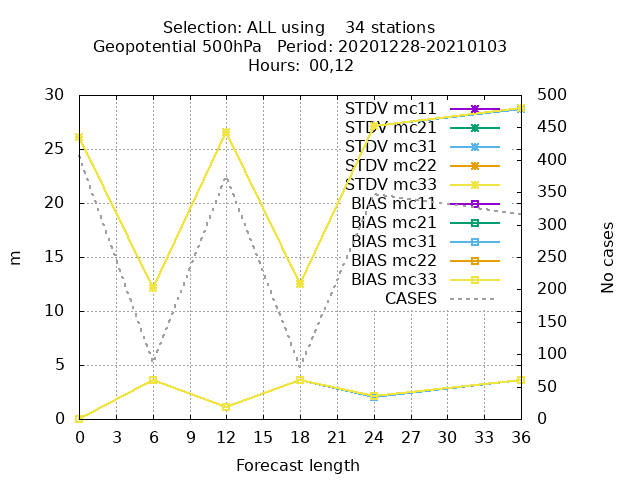 Selection: ALL using    34 stations
Geopotential 500hPa   Period: 20201228-20210103
Hours: 00,12
30
25
20
15
10
5
0
m
STDV mc11
STDV mc21
STDV mc31
STDV mc22
STDV mc33
BIAS mc11
BIAS mc21
BIAS mc31
BIAS mc22
BIAS mc33
CASES
500
450
400
350
300
250
200
150
100
50
0
No cases
0 3 6 9 12 15 18 21 24 27 30 33 36
Forecast length